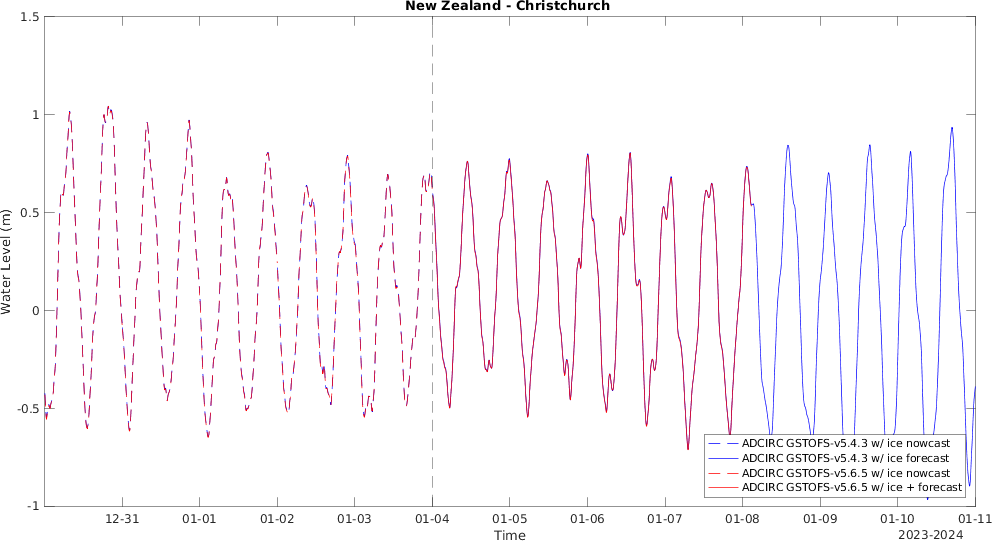 New Zealand - Christchurch
1.5
1
0.5
0
-0.5
-1
Water Level (m)
12-31
01-01
01-02
01-03
01-04
01-05
01-06
01-07
01-08
01-09
01-10
01-11
Time
2023-2024
ADCIRC GSTOFS-v5.4.3 w/ ice nowcast
ADCIRC GSTOFS-v5.4.3 w/ ice forecast
ADCIRC GSTOFS-v5.6.5 w/ ice nowcast
ADCIRC GSTOFS-v5.6.5 w/ ice + forecast